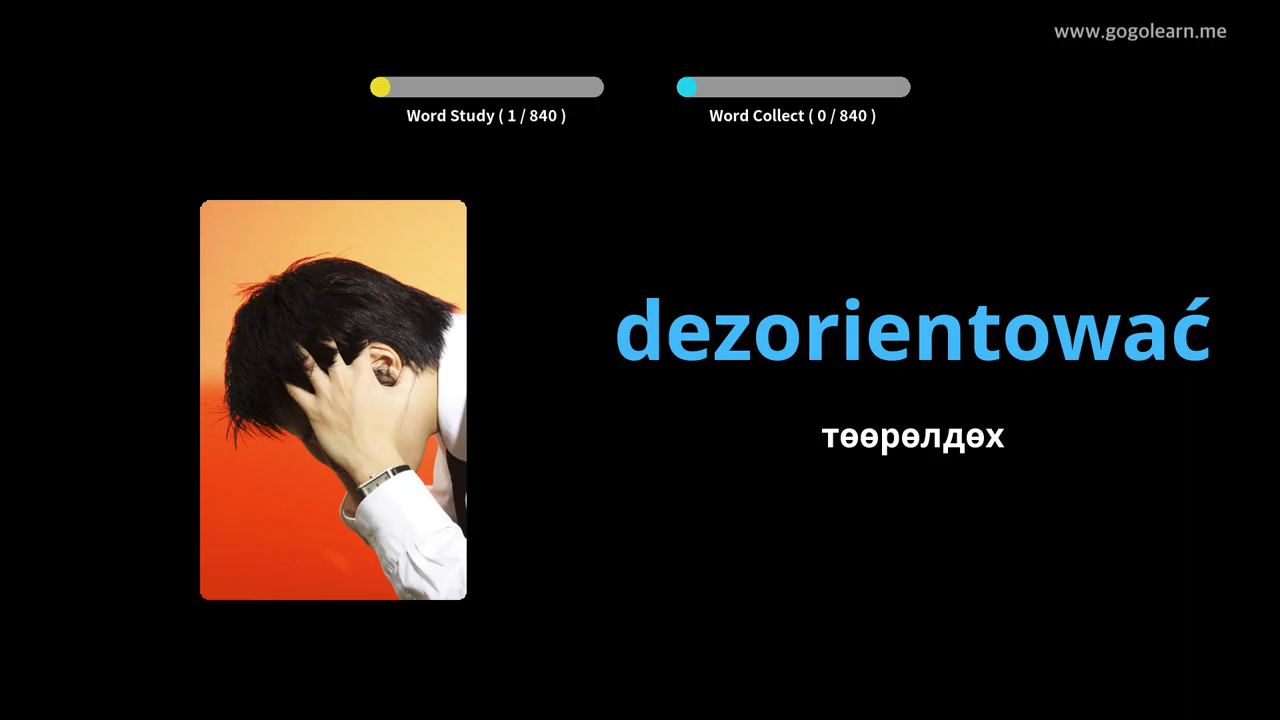 www.gogolearn.me
Word Study ( 1 / 840 )
Word Collect ( 0 / 840 )
dezorientować
төөрөлдөх